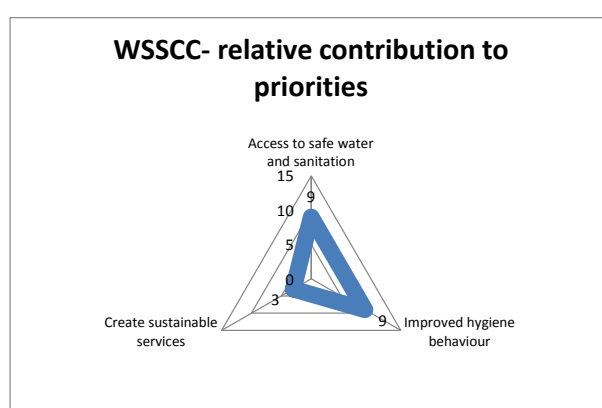 WSSCC- relative contribution to
priorities
Access to safe water
and sanitation
15
9
10
5
0
3
9
Create sustainable
services
Improved hygiene
behaviour